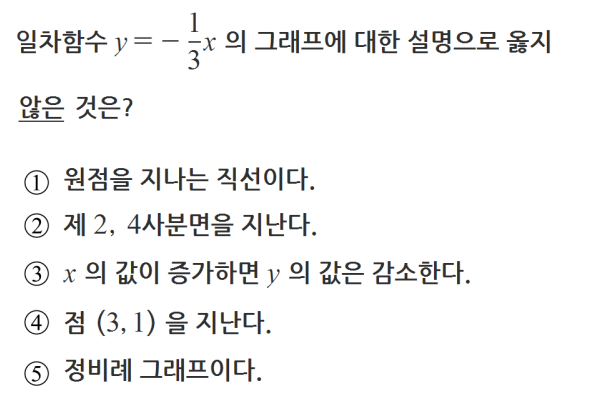 일차함수 y = - 1/3 x 의 그래프에 대한 설명으로 옳지
않은 것은?
① 원점을 지나는 직선이다.
② 제 2, 4사분면을 지난다.
③ x 의 값이 증가하면 y 의 값은 감소한다.
④ 점 (3, 1) 을 지난다.
⑤ 정비례 그래프이다.